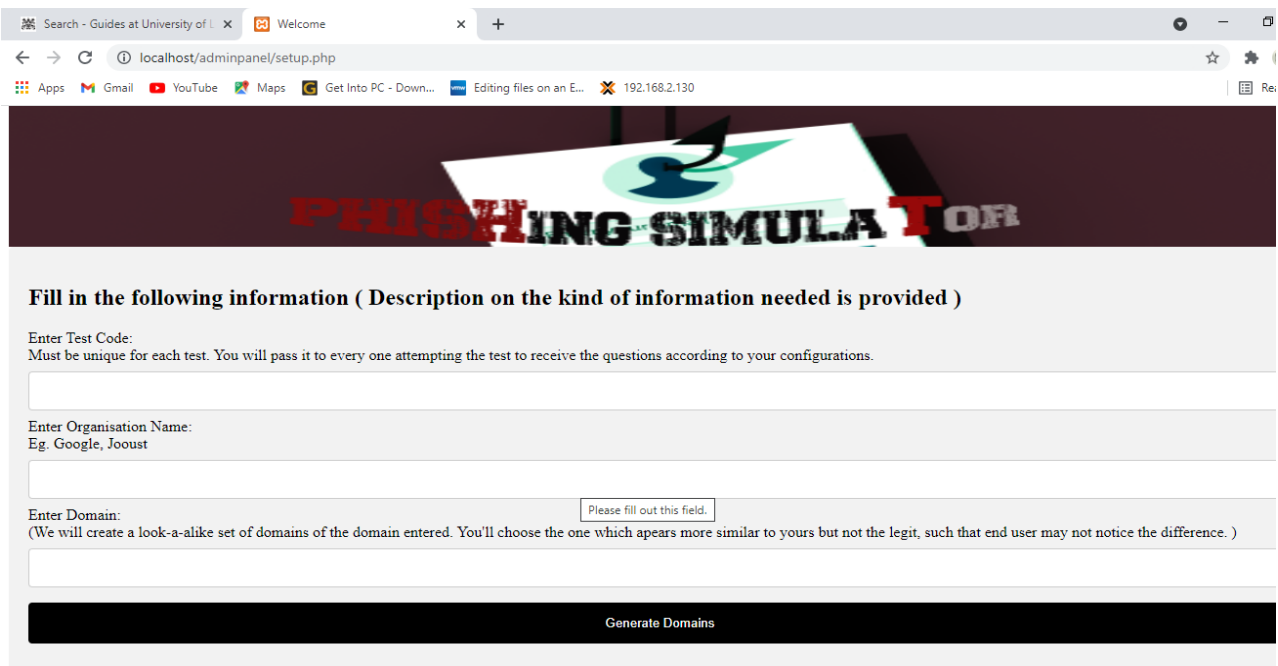 Search - Guides at University of L
Welcome
localhost/adminpanel/setup.php
Apps Gmail YouTube Maps Get Into PC - Down... Editing files on an E... 192.168.2.130 Rea
PHISHING SIMULATOR
Fill in the following information ( Description on the kind of information needed is provided )
Enter Test Code:
Must be unique for each test. You will pass it to every one attempting the test to receive the questions according to your configurations.
Enter Organisation Name:
Eg. Google, Jooust
Please fill out this field.
Enter Domain:
(We will create a look-a-alike set of domains of the domain entered. You'll choose the one which apears more similar to yours but not the legit, such that end user may not notice the difference. )
Generate Domains